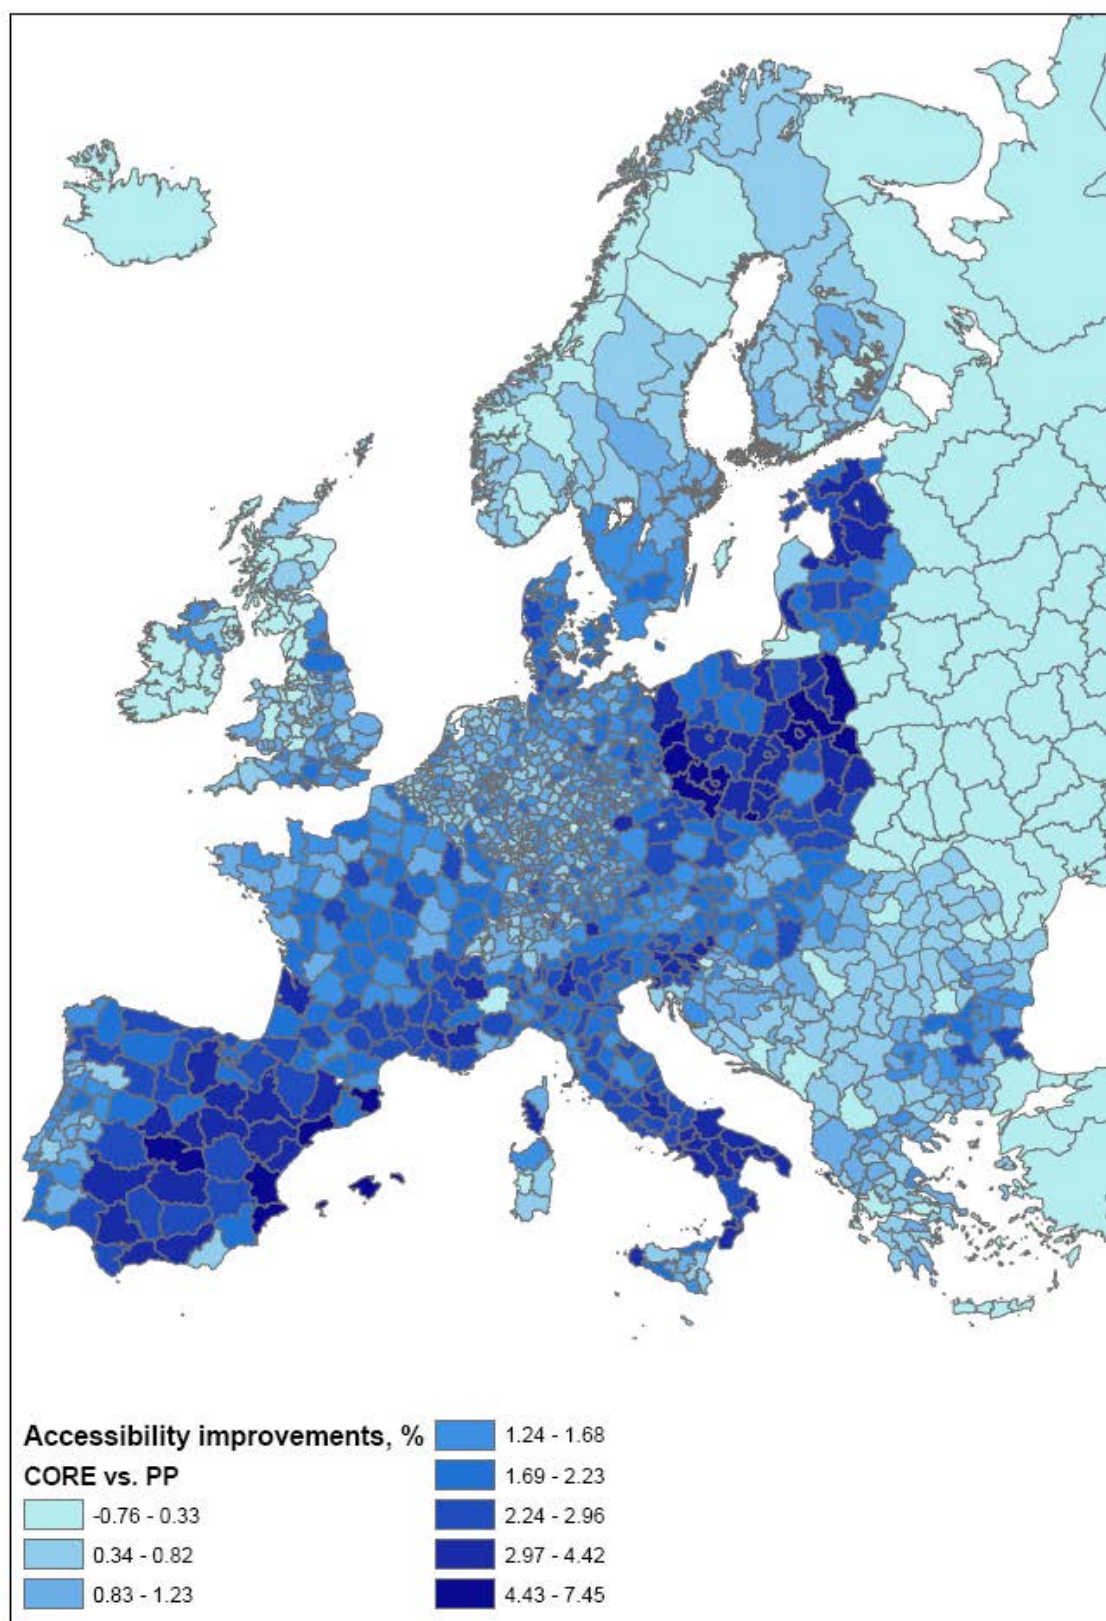 Accessibility improvements, %
CORE vs. PP
-0.76 - 0.33
0.34 - 0.82
0.83 - 1.23
1.24 - 1.68
1.69 - 2.23
2.24 - 2.96
2.97 - 4.42
4.43 - 7.45